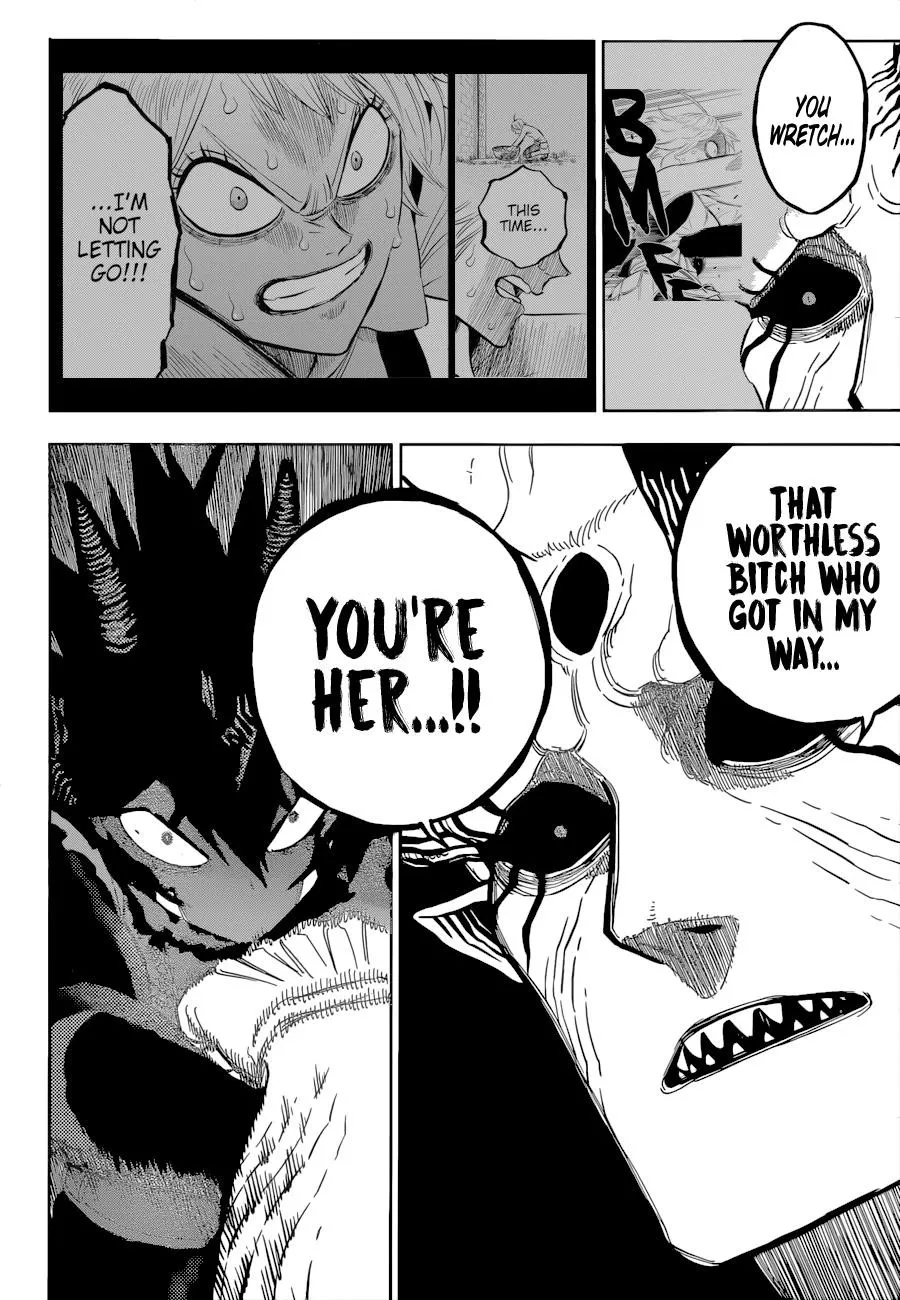 YOU
WRETCH...
THIS
TIME...
...I'M
NOT
LETTING
GO!!!
THAT
WORTHLESS
BITCH WHO
GOT IN MY
WAY...
YOU'RE
HER...!!